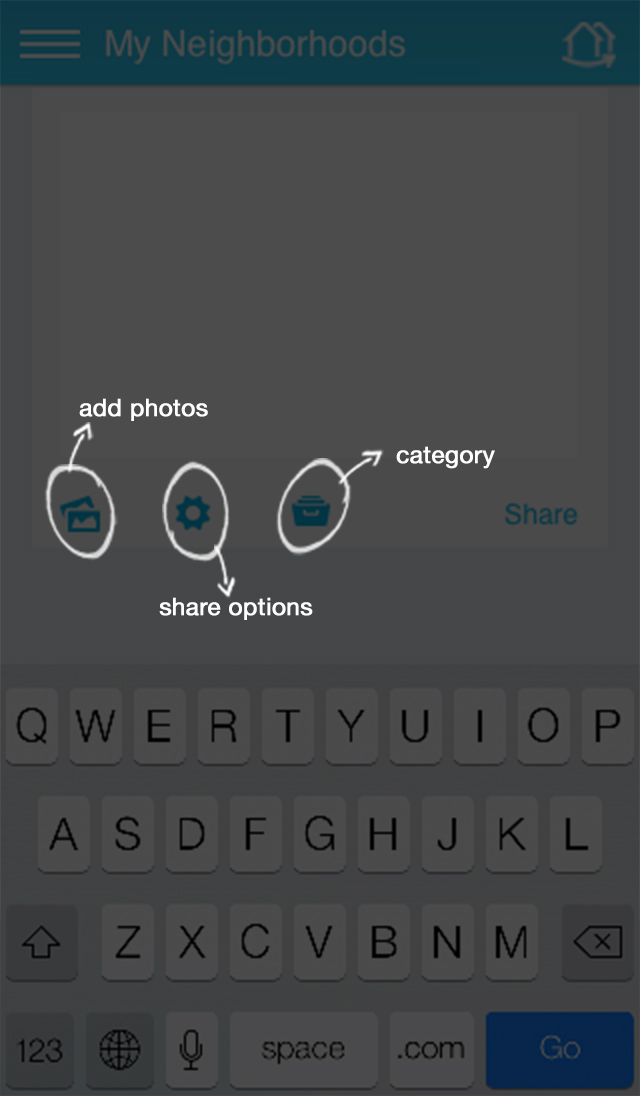 My Neighborhoods
add photos
category
Share
share options
Q W E R T Y U I O P
A S D F G H J K L
Z X C V B N M
123 space .com Go